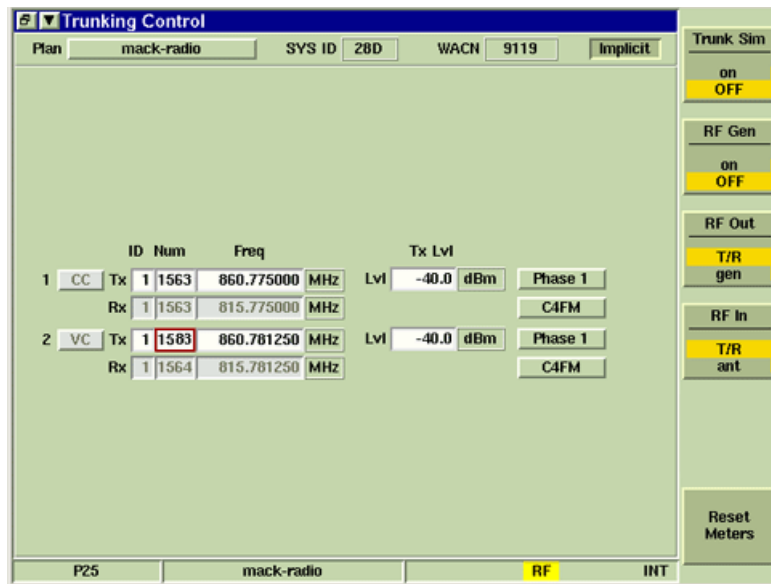 Trunking Control
Plan mack-radio SYS ID 28D WACN 9119 Implicit
ID Num Freq Tx Lvl
1 CC Tx 1 1563 860.775000 MHz Lvl -40.0 dBm Phase 1
Rx 1 1563 815.775000 MHz C4FM
2 VC Tx 1 1583 860.781250 MHz Lvl -40.0 dBm Phase 1
Rx 1 1564 815.781250 MHz C4FM
Trunk Sim
on
OFF
RF Gen
on
OFF
RF Out
T/R
gen
RF In
T/R
ant
Reset
Meters
P25 mack-radio RF INT